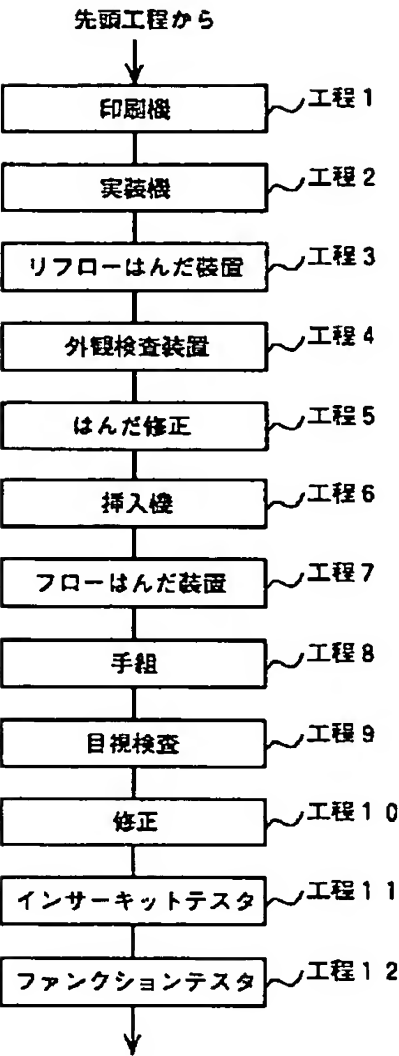 先頭工程から
印刷機
工程1
実装機
工程2
リフローはんだ装置
工程3
外観検査装置
工程4
はんだ修正
工程5
挿入機
工程6
フローはんだ装置
工程7
手組
工程8
目視検査
工程9
修正
工程10
インサーキットテスタ
工程11
ファンクションテスタ
工程12